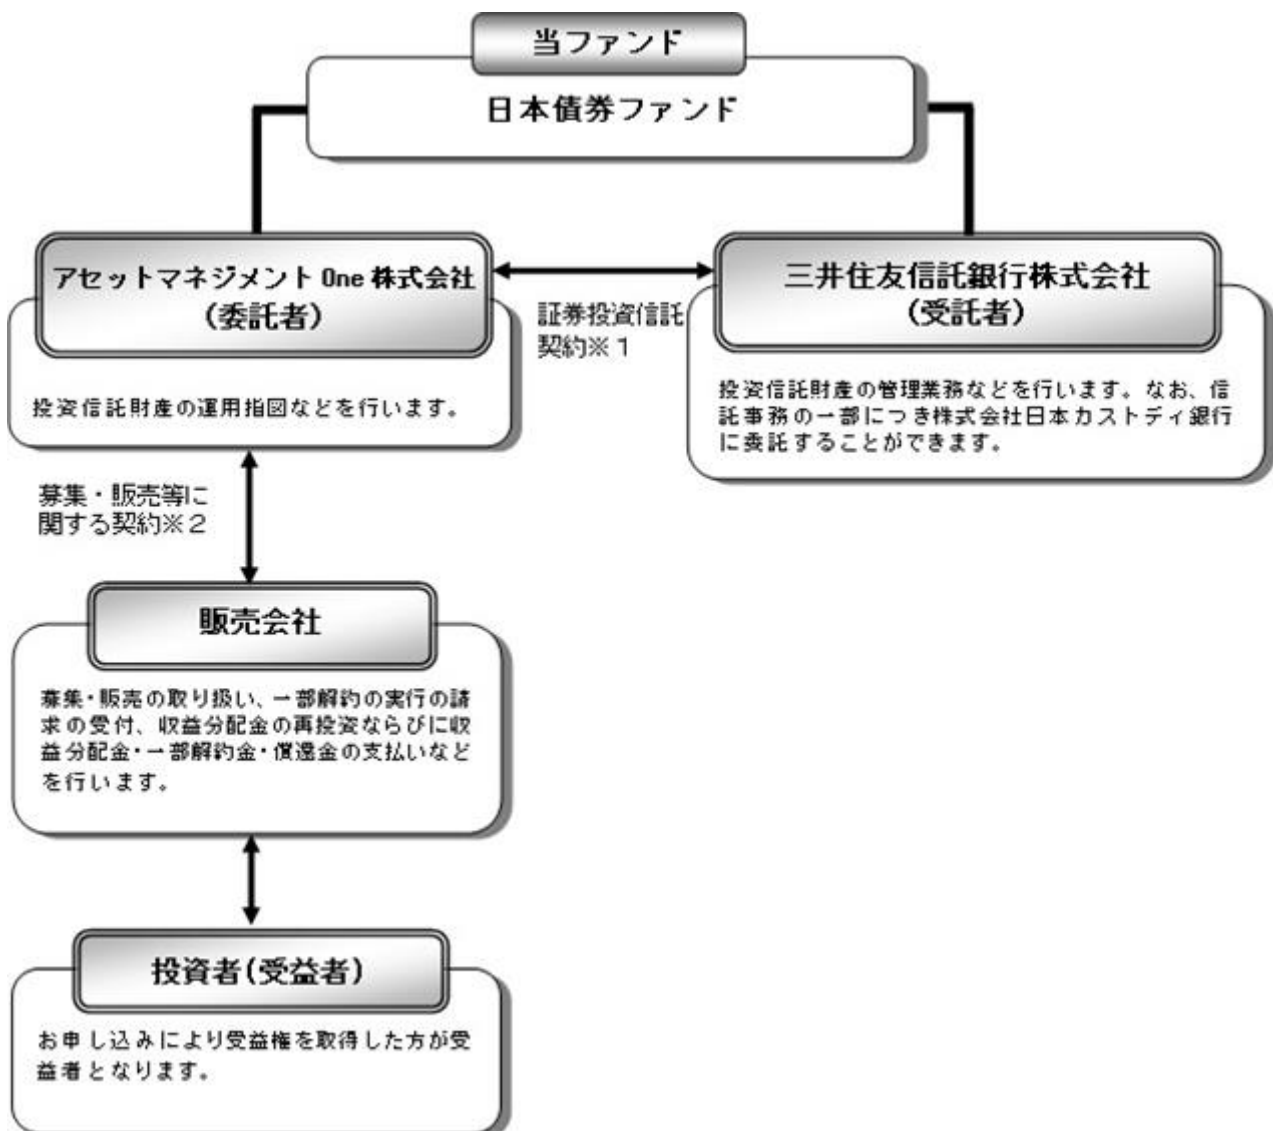 当ファンド
日本債券ファンド
アセットマネジメント One 株式会社
(委託者)
投資信託財産の運用指図などを行います。
証券投資信託
契約※１
三井住友信託銀行株式会社
(受託者)
投資信託財産の管理業務などを行います。なお、信
託事務の一部につき株式会社日本カストディ銀行
に委託することができます。
募集・販売等に
関する契約※２
販売会社
募集・販売の取り扱い、一部解約の実行の請
求の受付、収益分配金の再投資ならびに収
益分配金・一部解約金・償還金の支払いなど
を行います。
投資者(受益者)
お申し込みにより受益権を取得した方が受
益者となります。